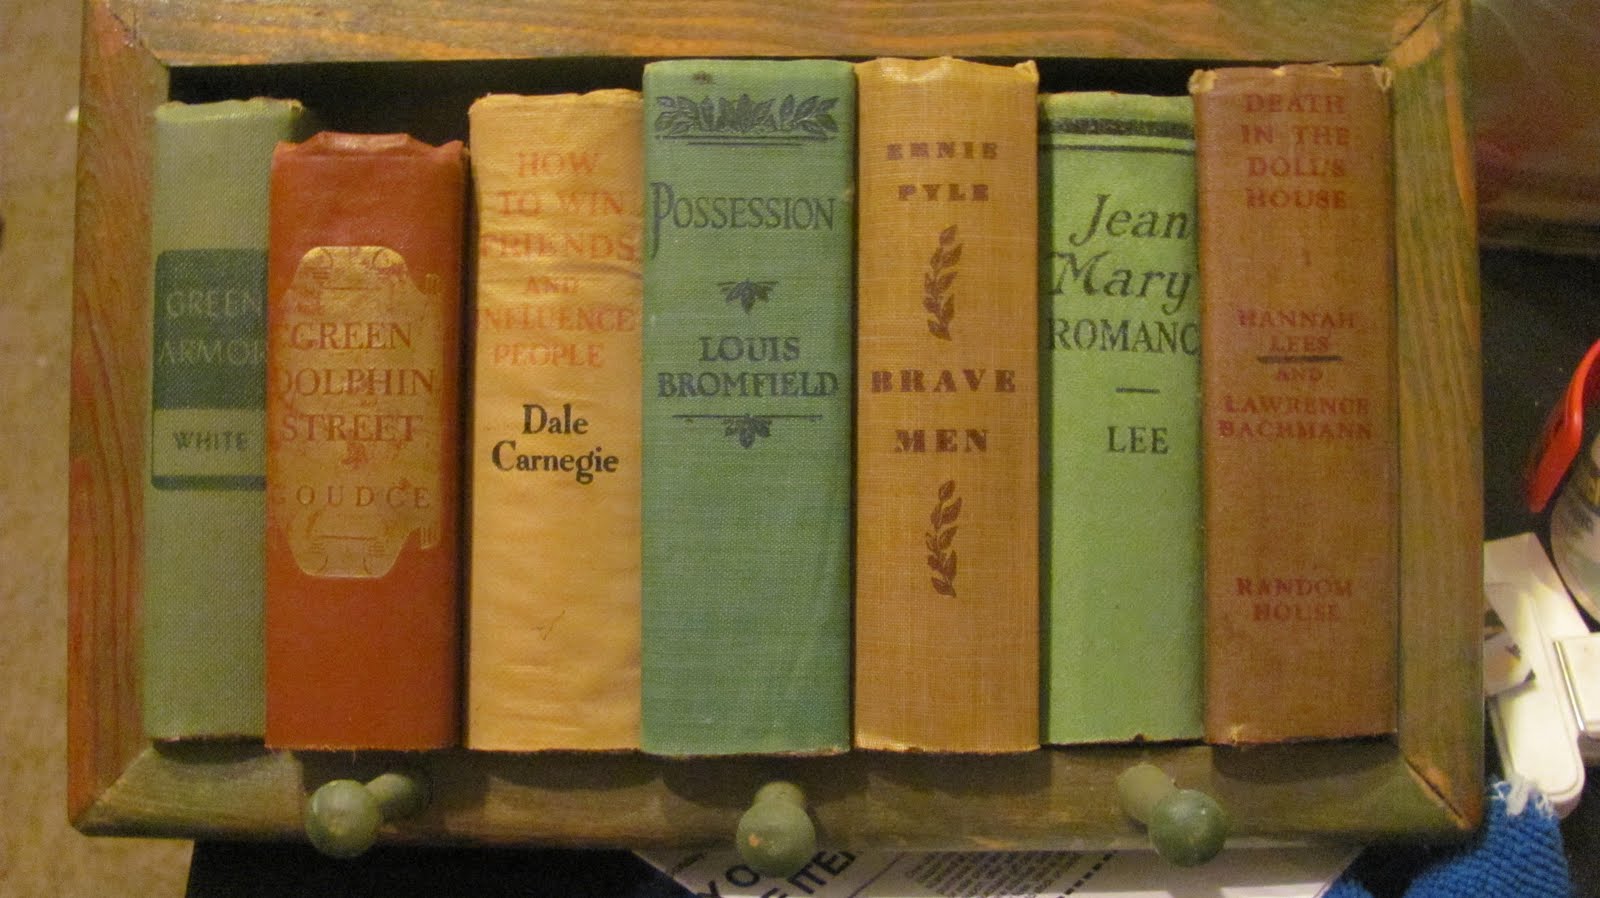 GREEN
ARMOR
WHITE
GREEN
DOLPHIN
STREET
GOUDGE
HOW
TO WIN
FRIENDS
AND
INFLUENCE
PEOPLE
Dale
Carnegie
POSSESSION
LOUIS
BROMFIELD
ERNIE
PYLE
BRAVE
MEN
Jean
Mary
ROMANC
LEE
DEATH
IN THE
DOLL'S
HOUSE
HANNAH
LEES
AND
LAWRENCE
BACHMANN
RANDOM
HOUSE